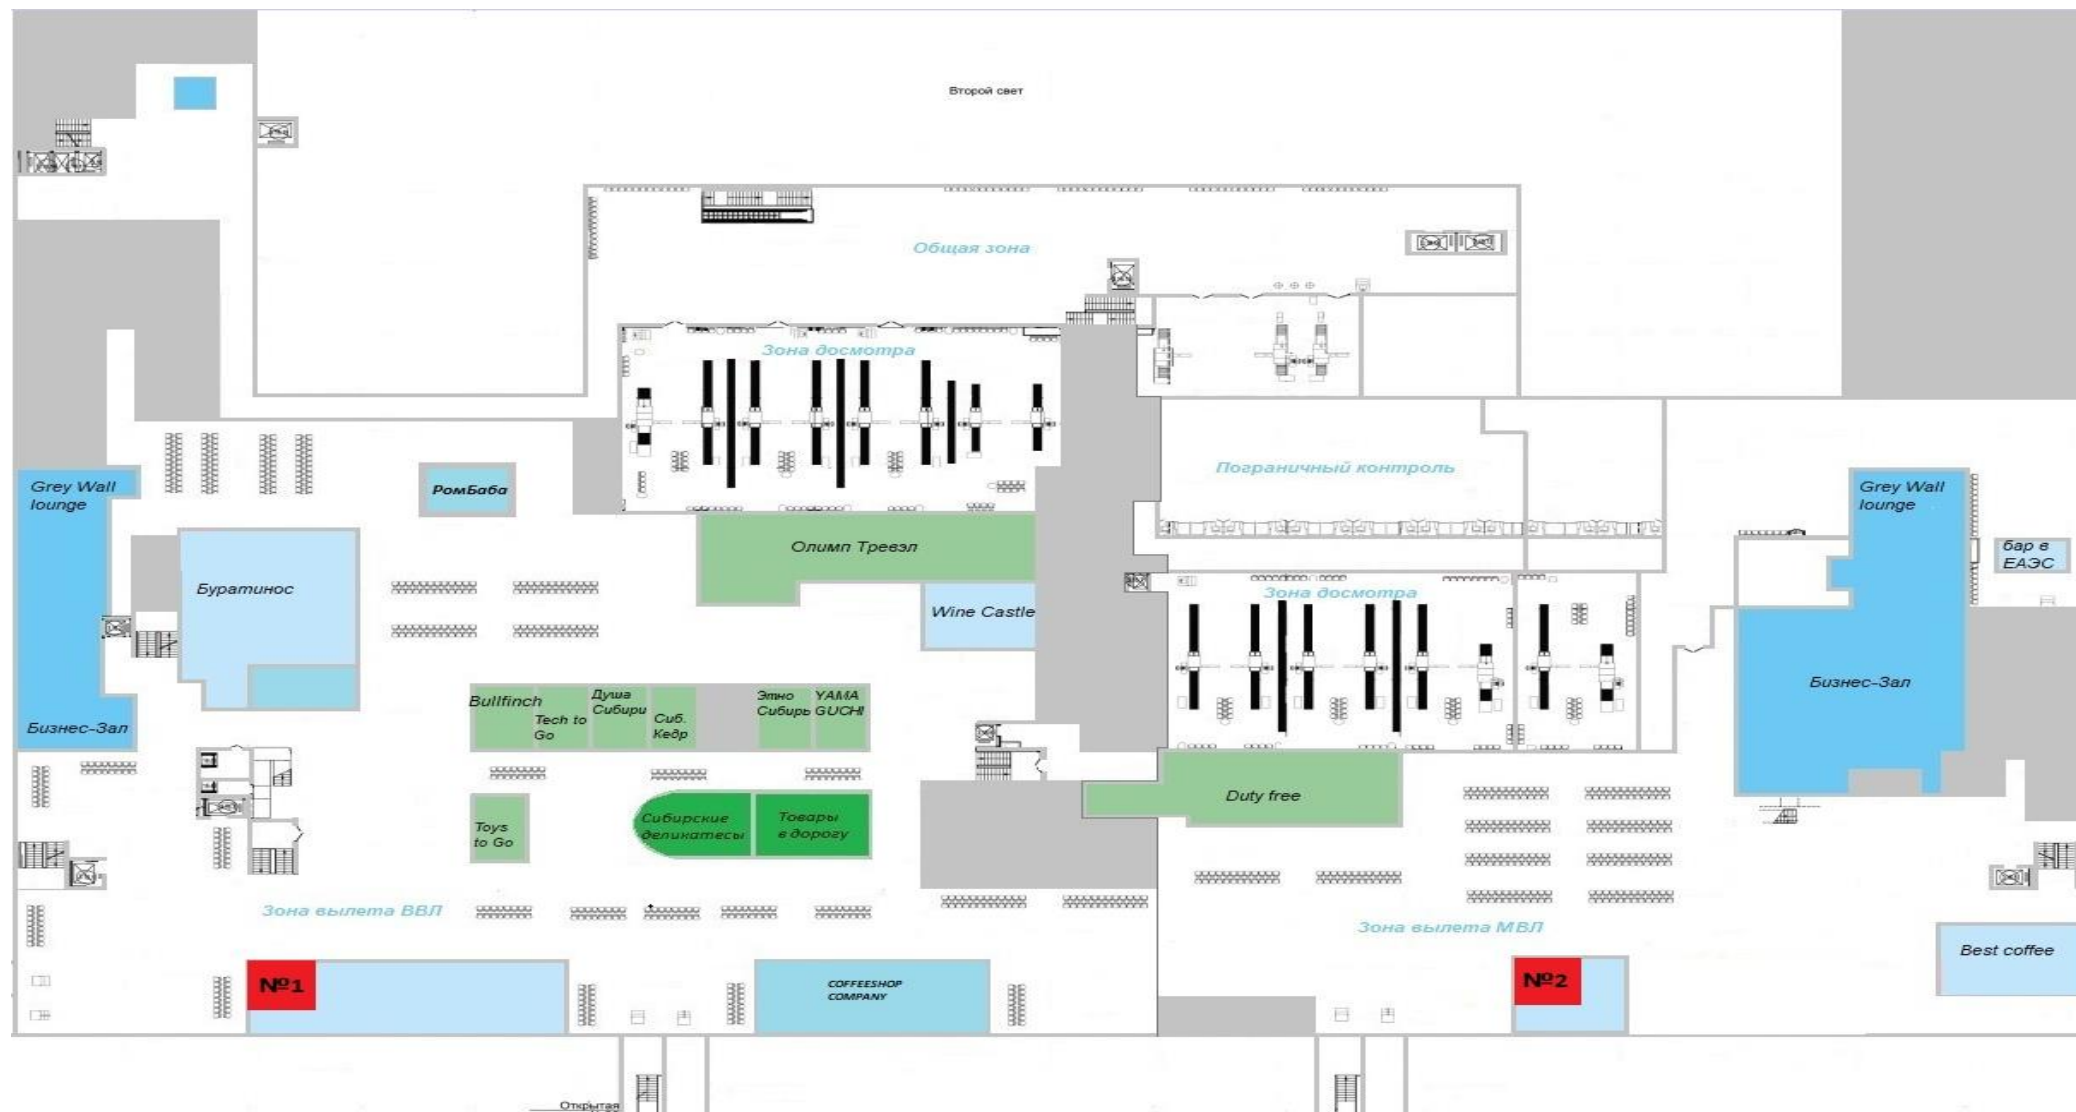 Второй свет
Общая зона
Зона досмотра
Пограничный контроль
Grey Wall
lounge
РомБаба
Grey Wall
lounge
Олимп Тревэл
бар в
ЕАЭС
Буратинос
Wine Castle
Зона досмотра
Бизнес-Зал
Bullfinch
Tech to
Go
Душа
Сибири
Сиб.
Кедр
Этно
Сибирь
YAMA
GUCHI
Бизнес-Зал
Duty free
Toys
to Go
Сибирские
деликатесы
Товары
в дорогу
Зона вылета ВВЛ
Зона вылета МВЛ
Best coffee
№1
COFFEESHOP
COMPANY
№2
Открытая